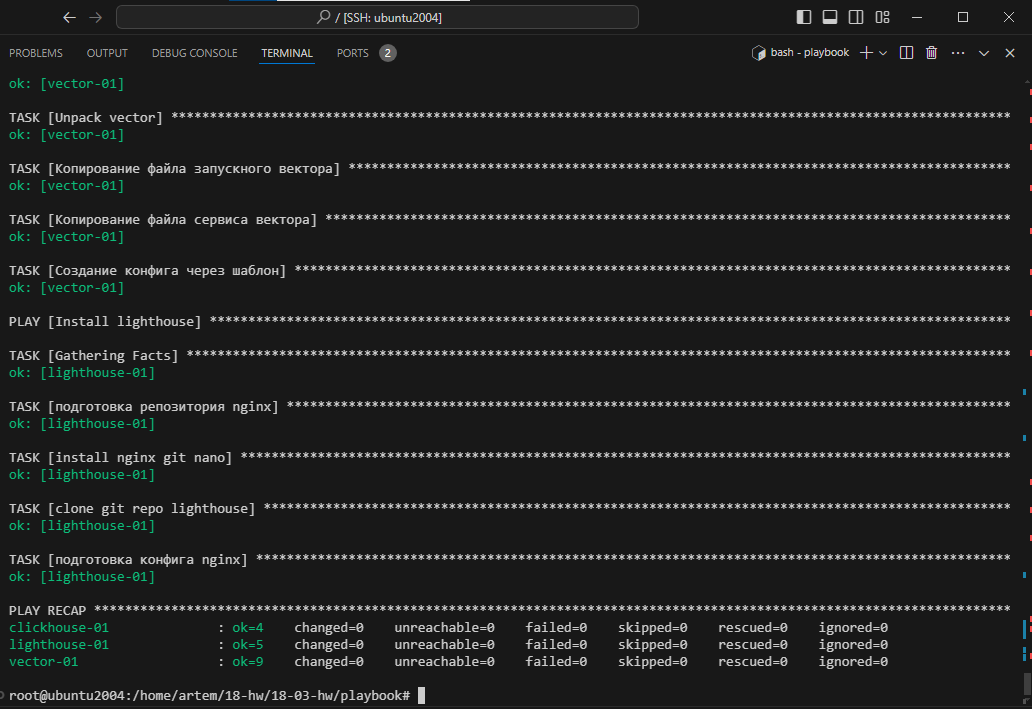 / [SSH: ubuntu2004]
PROBLEMS OUTPUT DEBUG CONSOLE TERMINAL PORTS 2 bash - playbook
ok: [vector-01]
TASK [Unpack vector] *************************************************************************************************************
ok: [vector-01]
TASK [Копирование файла запускного вектора] **************************************************************************************
ok: [vector-01]
TASK [Копирование файла сервиса вектора] *****************************************************************************************
ok: [vector-01]
TASK [Создание конфига через шаблон] *********************************************************************************************
ok: [vector-01]
PLAY [Install lighthouse] ********************************************************************************************************
TASK [Gathering Facts] ***********************************************************************************************************
ok: [lighthouse-01]
TASK [подготовка репозитория nginx] **********************************************************************************************
ok: [lighthouse-01]
TASK [install nginx git nano] ****************************************************************************************************
ok: [lighthouse-01]
TASK [clone git repo lighthouse] *************************************************************************************************
ok: [lighthouse-01]
TASK [подготовка конфига nginx] **************************************************************************************************
ok: [lighthouse-01]
PLAY RECAP ***********************************************************************************************************************
clickhouse-01 : ok=4 changed=0 unreachable=0 failed=0 skipped=0 rescued=0 ignored=0
lighthouse-01 : ok=5 changed=0 unreachable=0 failed=0 skipped=0 rescued=0 ignored=0
vector-01 : ok=9 changed=0 unreachable=0 failed=0 skipped=0 rescued=0 ignored=0
root@ubuntu2004:/home/artem/18-hw/18-03-hw/playbook#